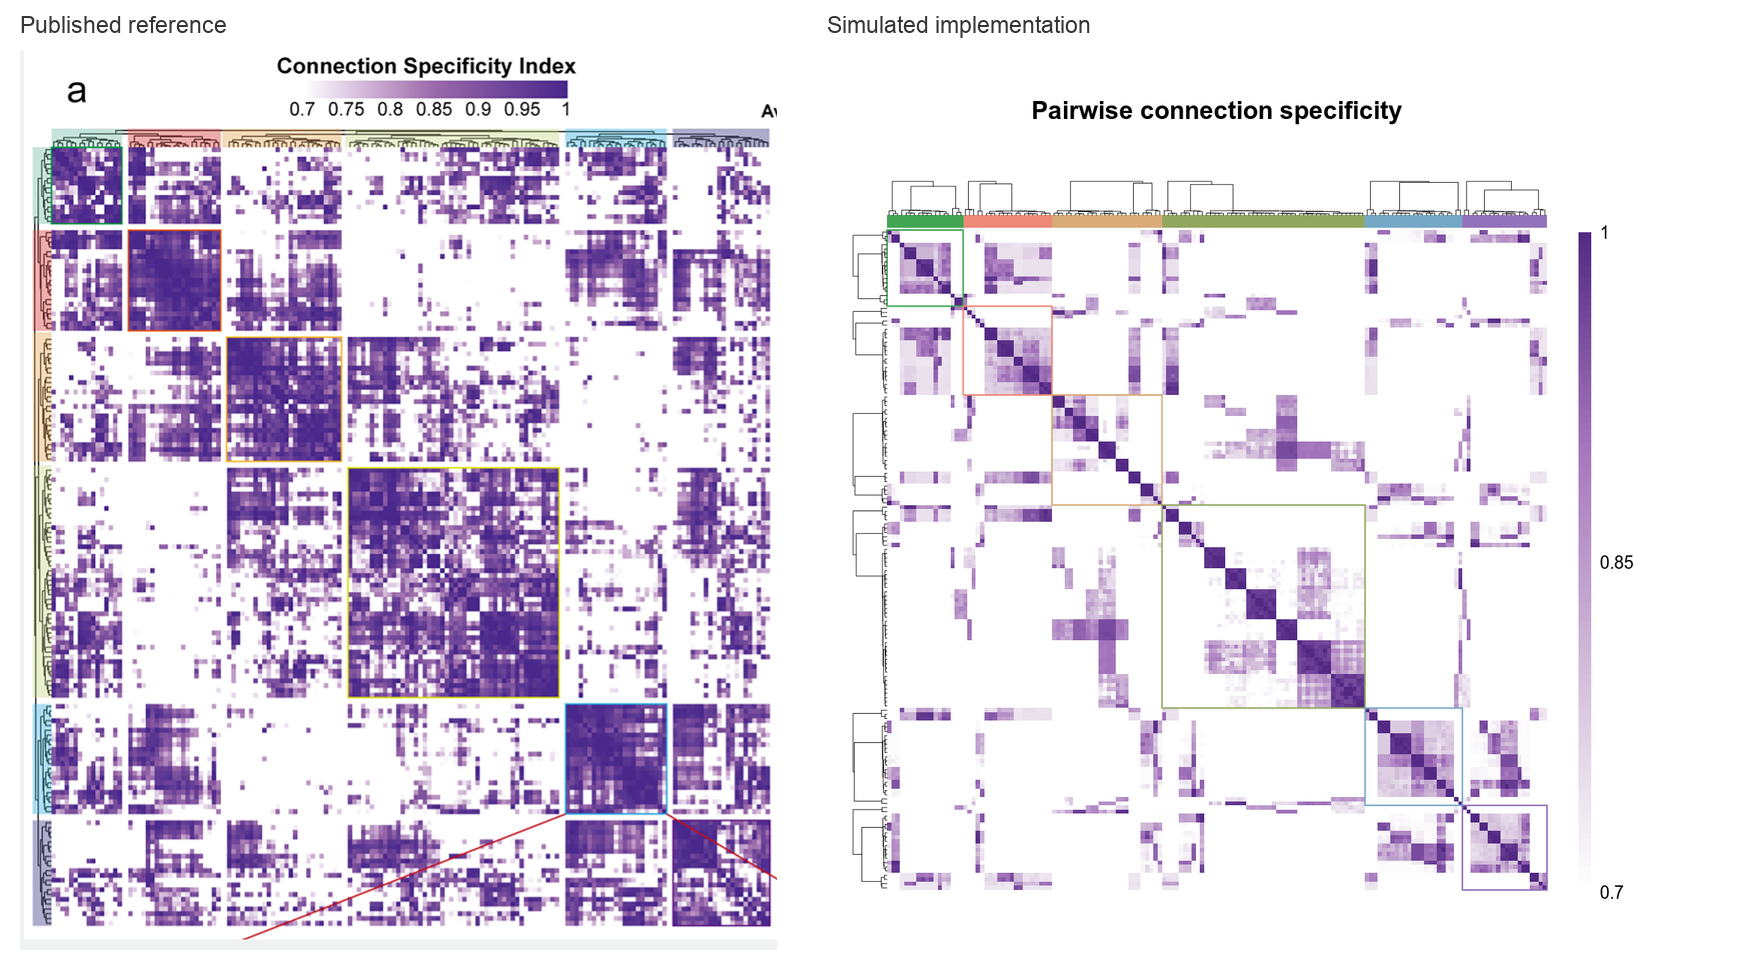 Published reference
Simulated implementation
a
Connection Specificity Index
0.7 0.75 0.8 0.85 0.9 0.95 1
Av
Pairwise connection specificity
1
0.85
0.7